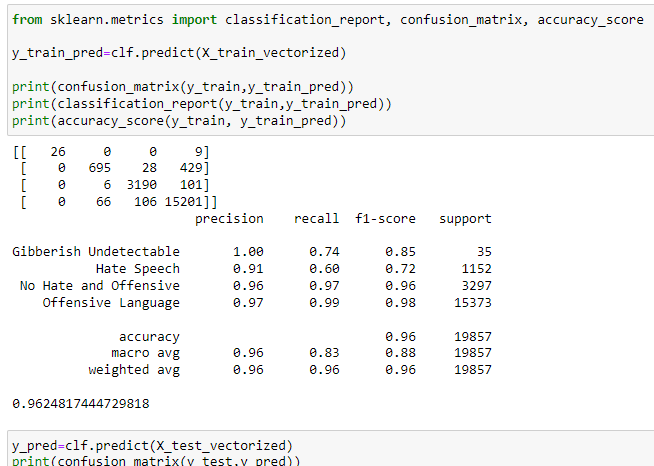 from sklearn.metrics import classification_report, confusion_matrix, accuracy_score
y_train_pred=clf.predict(X_train_vectorized)
print(confusion_matrix(y_train,y_train_pred))
print(classification_report(y_train,y_train_pred))
print(accuracy_score(y_train, y_train_pred))
[[ 26 0 0 9]
[ 0 695 28 429]
[ 0 6 3190 101]
[ 0 66 106 15201]]
precision recall f1-score support
Gibberish Undetectable 1.00 0.74 0.85 35
Hate Speech 0.91 0.60 0.72 1152
No Hate and Offensive 0.96 0.97 0.96 3297
Offensive Language 0.97 0.99 0.98 15373
accuracy 0.96 19857
macro avg 0.96 0.83 0.88 19857
weighted avg 0.96 0.96 0.96 19857
0.9624817444729818
y_pred=clf.predict(X_test_vectorized)
print(confusion_matrix(y_test,y_pred))